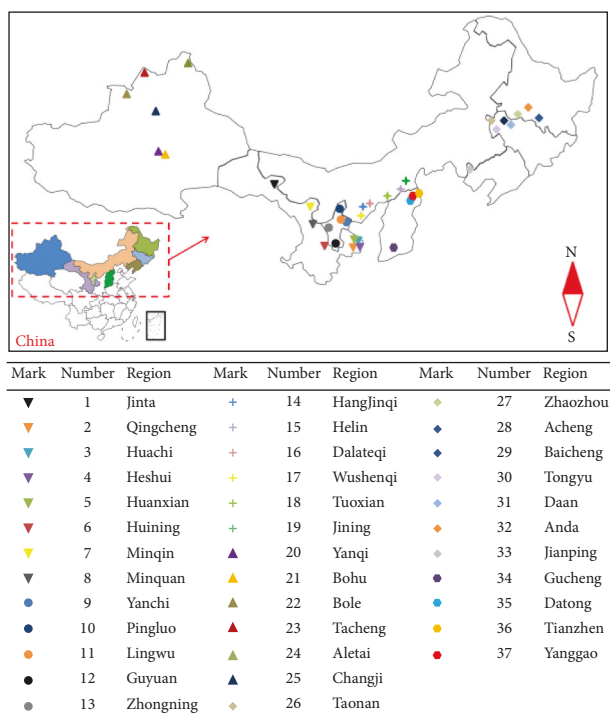 N
S
China
Mark Number Region Mark Number Region Mark Number Region
1 Jinta 14 HangJinqi 27 Zhaozhou
2 Qingcheng 15 Helin 28 Acheng
3 Huachi 16 Dalateqi 29 Baicheng
4 Heshui 17 Wushenqi 30 Tongyu
5 Huanxian 18 Tuoxian 31 Daan
6 Huining 19 Jining 32 Anda
7 Minqin 20 Yanqi 33 Jianping
8 Minquan 21 Bohu 34 Gucheng
9 Yanchi 22 Bole 35 Datong
10 Pingluo 23 Tacheng 36 Tianzhen
11 Lingwu 24 Aletai 37 Yanggao
12 Guyuan 25 Changji
13 Zhongning 26 Taonan